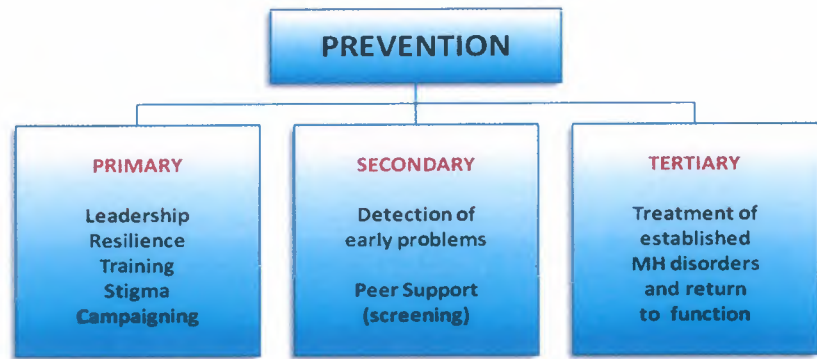 PREVENTION
PRIMARY
Leadership
Resilience
Training
Stigma
Campaigning
SECONDARY
Detection of
early problems
Peer Support
(screening)
TERTIARY
Treatment of
established
MH disorders
and return
to function